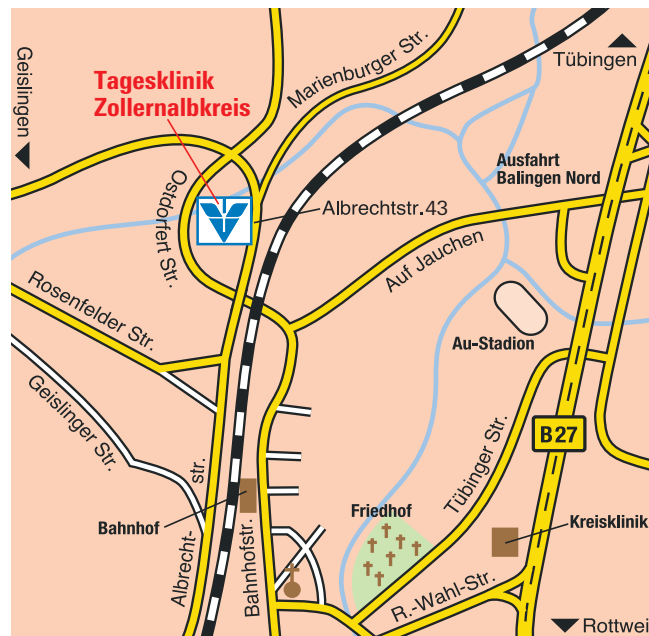 Geislingen
Tagesklinik
Zollernalbkreis
Marienburger Str.
Tübingen
Ausfahrt
Balingen Nord
Ostdorfert Str.
Albrechtstr.43
Auf Jauchen
Rosenfelder Str.
Au-Stadion
Geislinger Str.
B27
Tübinger Str.
Albrecht-
str.
Bahnhof
Bahnhofstr.
Friedhof
Kreisklinik
R.-Wahl-Str.
Rottwei